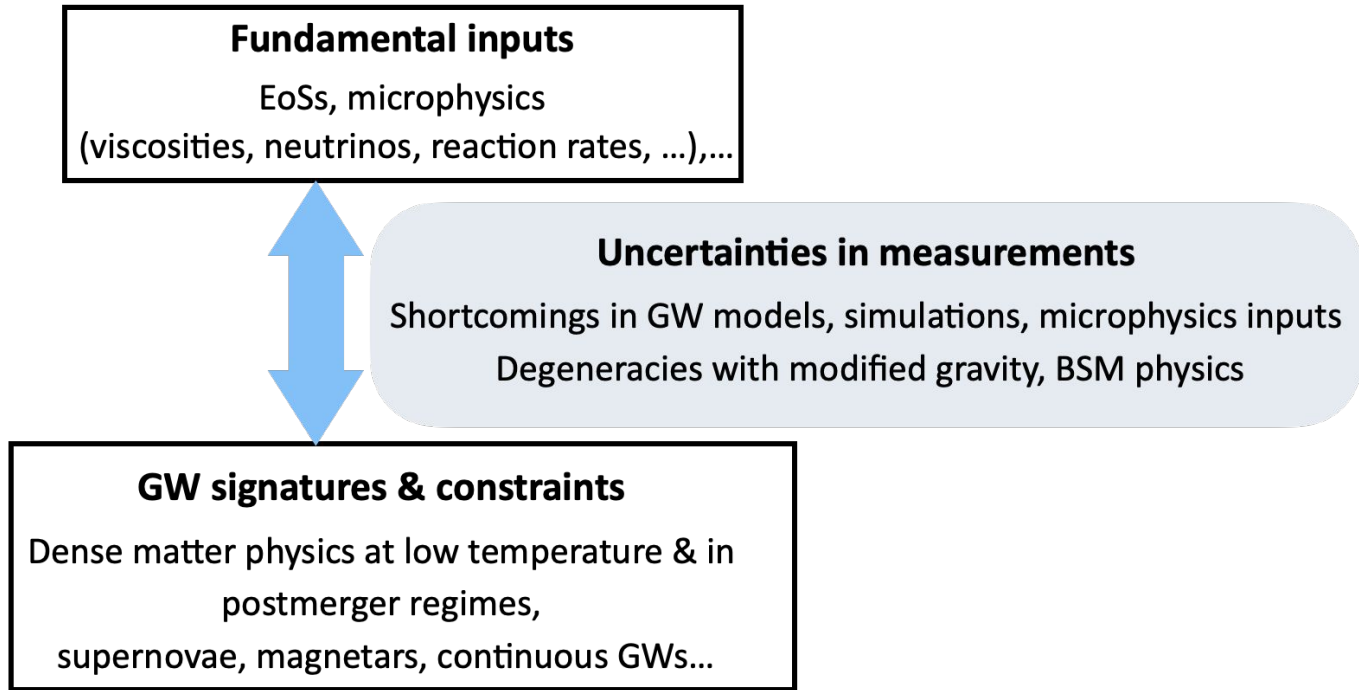 Fundamental inputs
EoSs, microphysics
(viscosities, neutrinos, reaction rates, ...),...
Uncertainties in measurements
Shortcomings in GW models, simulations, microphysics inputs
Degeneracies with modified gravity, BSM physics
GW signatures & constraints
Dense matter physics at low temperature & in
postmerger regimes,
supernovae, magnetars, continuous GWs...